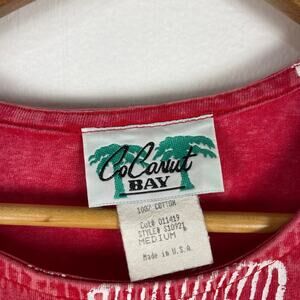 CoConut
BAY
100% COTTON
Cut# 011419
STYLE# S10921
MEDIUM
Made in U.S.A.